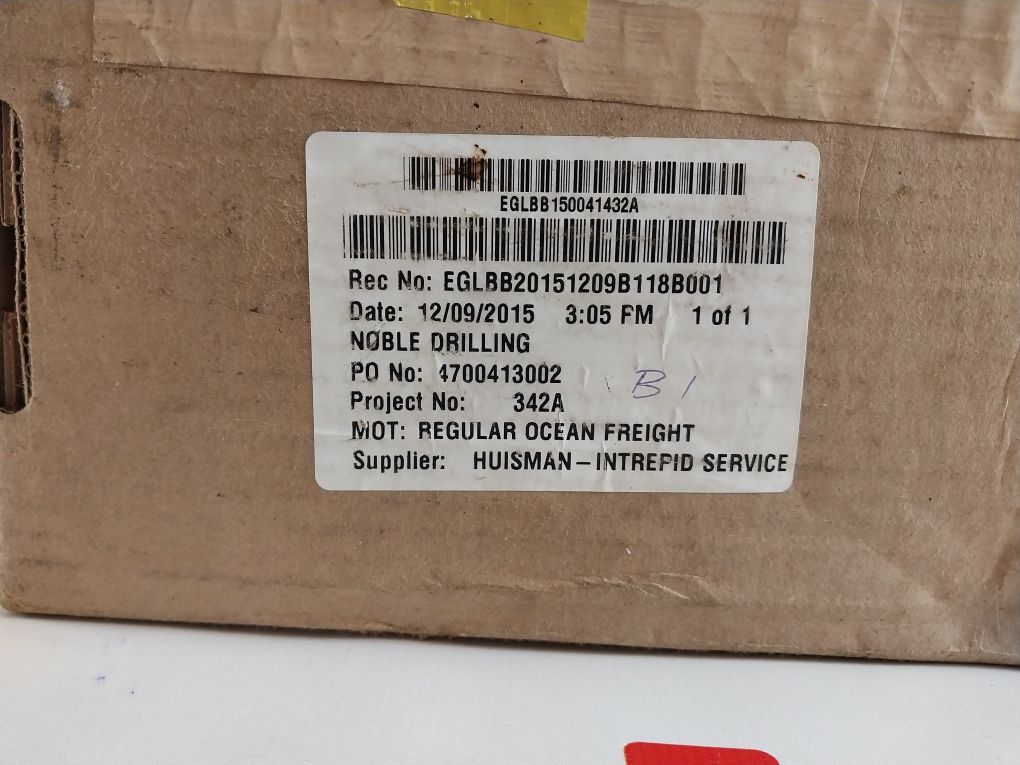 EGLBB150041432A
Rec No: EGLBB20151209B118B001
Date: 12/09/2015 3:05 PM 1 of 1
NOBLE DRILLING
PO No: 4700413002
B 1
Project No: 342A
MOT: REGULAR OCEAN FREIGHT
Supplier: HUISMAN-INTREPID SERVICE